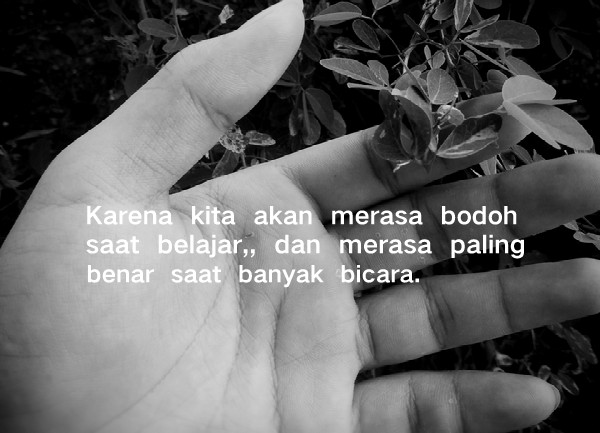 Karena kita akan merasa bodoh
saat belajar,, dan merasa paling
benar saat banyak bicara.